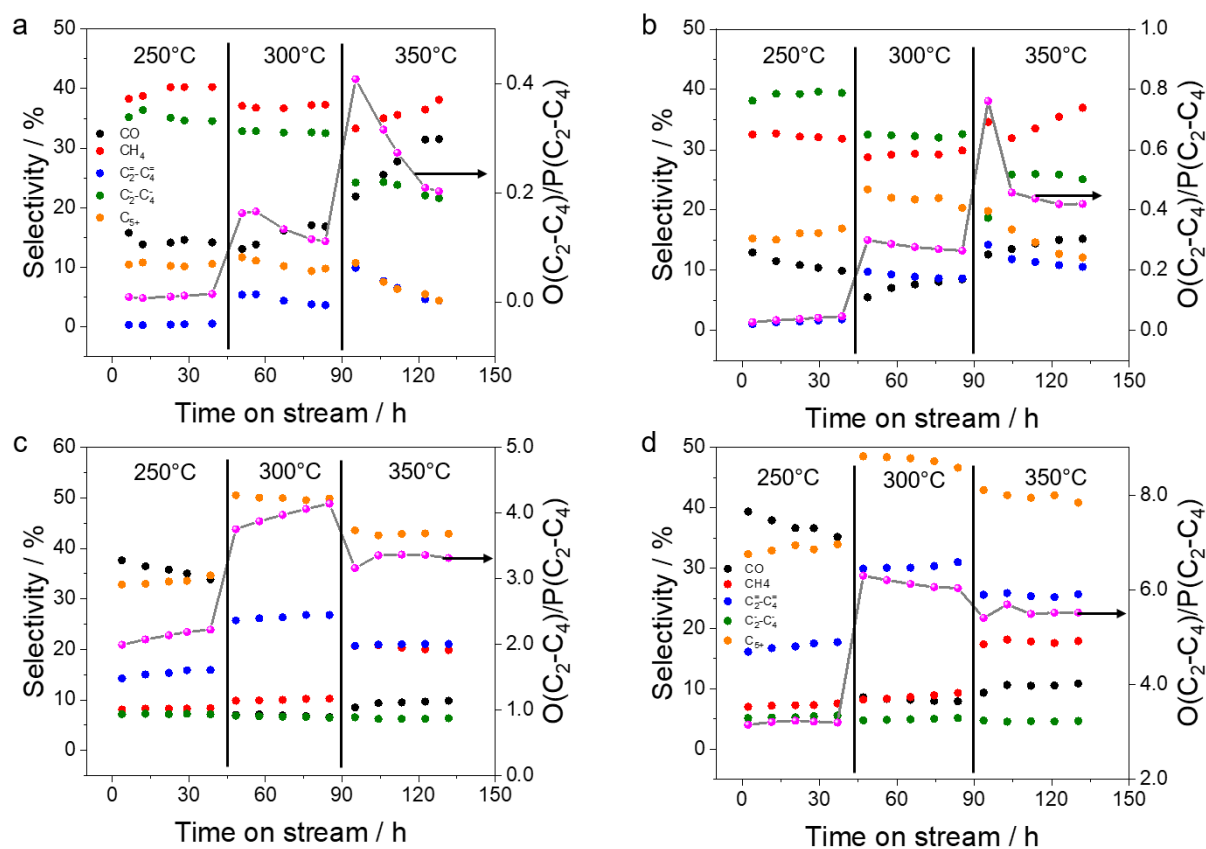 a
250°C
300°C
350°C
50
40
30
20
10
0
0.4
0.2
0.0
CO
CH₄
C₂⁼-C₄⁼
C₂-C₄
C₅₊
Selectivity / %
O(C₂-C₄)/P(C₂-C₄)
0
30
60
90
120
150
Time on stream / h
b
250°C
300°C
350°C
50
40
30
20
10
0
1.0
0.8
0.6
0.4
0.2
0.0
Selectivity / %
O(C₂-C₄)/P(C₂-C₄)
0
30
60
90
120
150
Time on stream / h
c
250°C
300°C
350°C
60
50
40
30
20
10
0
5.0
4.0
3.0
2.0
1.0
0.0
Selectivity / %
O(C₂-C₄)/P(C₂-C₄)
0
30
60
90
120
150
Time on stream / h
d
250°C
300°C
350°C
50
40
30
20
10
0
8.0
6.0
4.0
2.0
CO
CH4
C₂⁼-C₄⁼
C₂-C₄
C₅₊
Selectivity / %
O(C₂-C₄)/P(C₂-C₄)
0
30
60
90
120
150
Time on stream / h